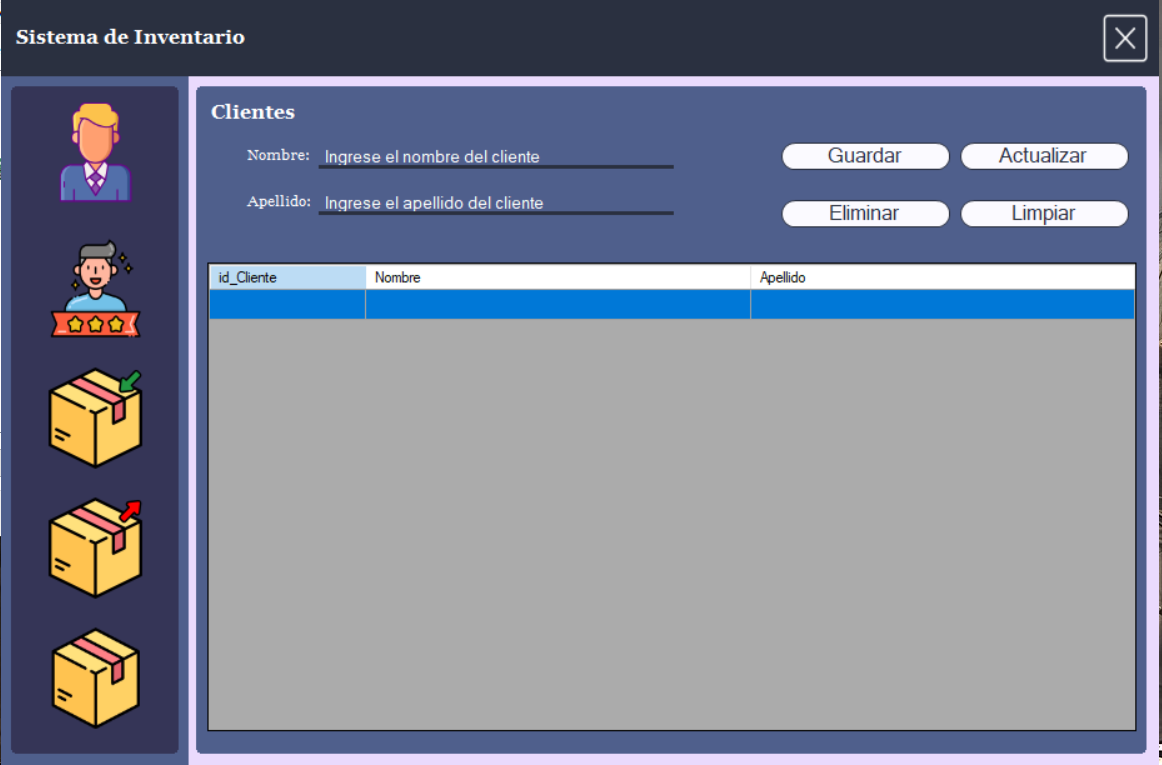 Sistema de Inventario
Clientes
Nombre: Ingrese el nombre del cliente
Guardar Actualizar
Apellido: Ingrese el apellido del cliente
Eliminar Limpiar
id_Cliente Nombre Apellido